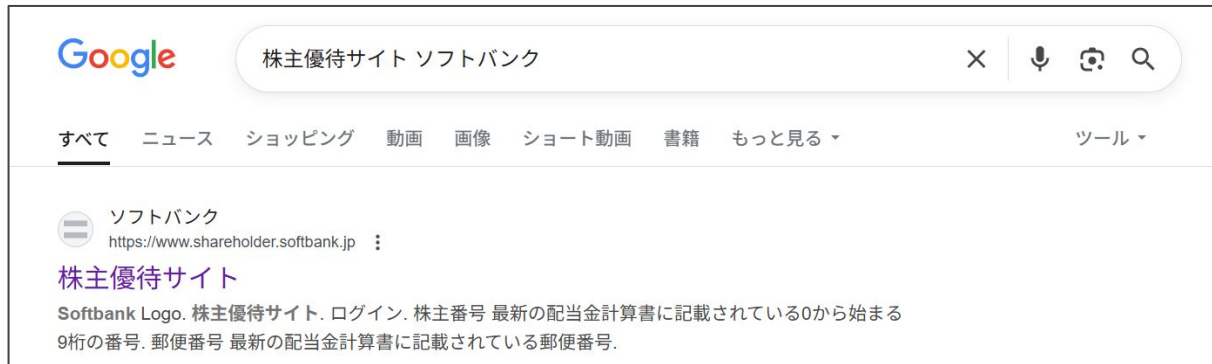 Google
株主優待サイト ソフトバンク
すべて ニュース ショッピング 動画 画像 ショート動画 書籍 もっと見る ツール
ソフトバンク
https://www.shareholder.softbank.jp
株主優待サイト
Softbank Logo. 株主優待サイト. ログイン. 株主番号 最新の配当金計算書に記載されている0から始まる
9桁の番号. 郵便番号 最新の配当金計算書に記載されている郵便番号.